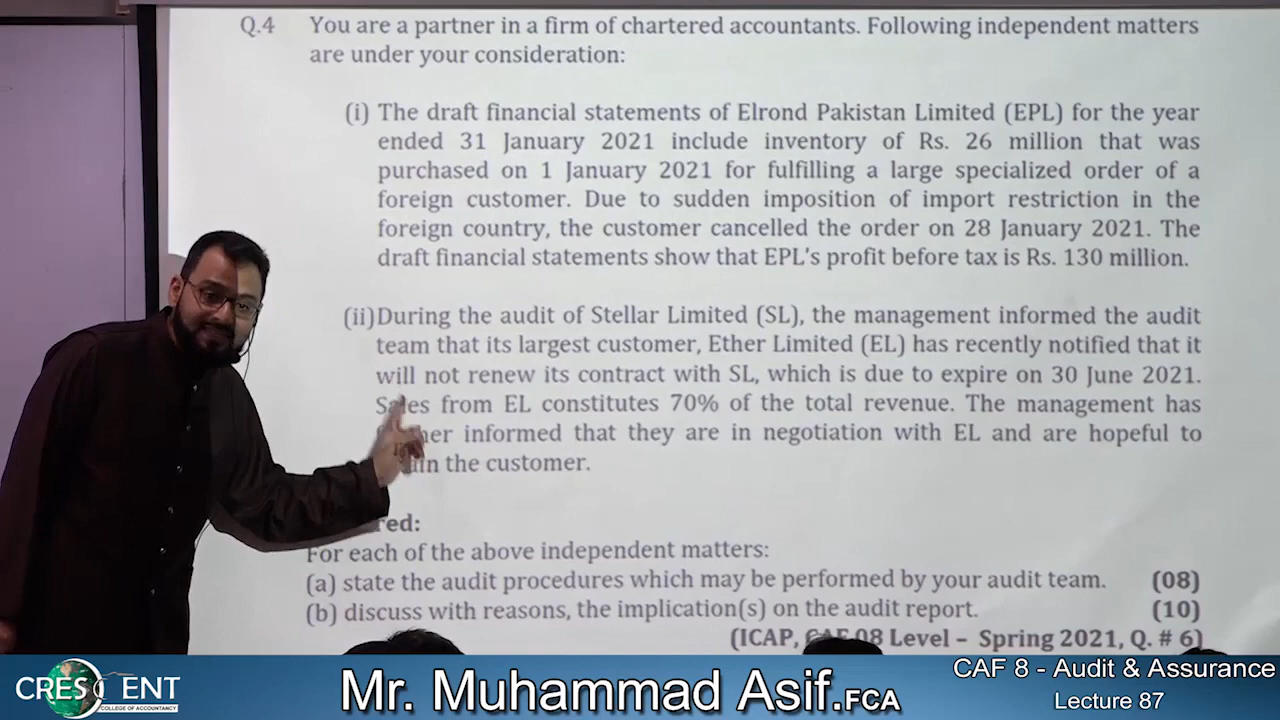 Q.4 You are a partner in a firm of chartered accountants. Following independent matters
are under your consideration:
(i) The draft financial statements of Elrond Pakistan Limited (EPL) for the year
ended 31 January 2021 include inventory of Rs. 26 million that was
purchased on 1 January 2021 for fulfilling a large specialized order of a
foreign customer. Due to sudden imposition of import restriction in the
foreign country, the customer cancelled the order on 28 January 2021. The
draft financial statements show that EPL's profit before tax is Rs. 130 million.
(ii) During the audit of Stellar Limited (SL), the management informed the audit
team that its largest customer, Ether Limited (EL) has recently notified that it
will not renew its contract with SL, which is due to expire on 30 June 2021.
Sales from EL constitutes 70% of the total revenue. The management has
informed that they are in negotiation with EL and are hopeful to
the customer.
For each of the above independent matters:
(a) state the audit procedures which may be performed by your audit team. (08)
(b) discuss with reasons, the implication(s) on the audit report. (10)
(ICAP, CAF 08 Level – Spring 2021, Q. # 6)
CRESCENT
COLLEGE OF ACCOUNTANCY
Mr. Muhammad Asif.FCA
CAF 8 - Audit & Assurance
Lecture 87